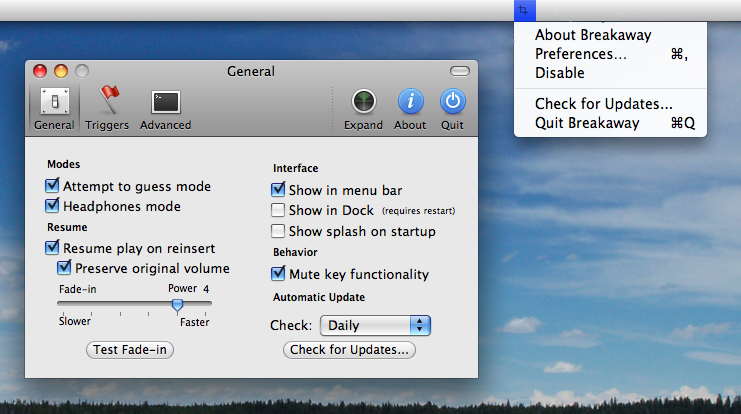 About Breakaway
Preferences... ⌘,
Disable
Check for Updates...
Quit Breakaway ⌘Q
General
General Triggers Advanced Expand About Quit
Modes
Attempt to guess mode
Headphones mode
Resume
Resume play on reinsert
Preserve original volume
Fade-in Power 4
Slower Faster
Test Fade-in
Interface
Show in menu bar
Show in Dock (requires restart)
Show splash on startup
Behavior
Mute key functionality
Automatic Update
Check: Daily
Check for Updates...